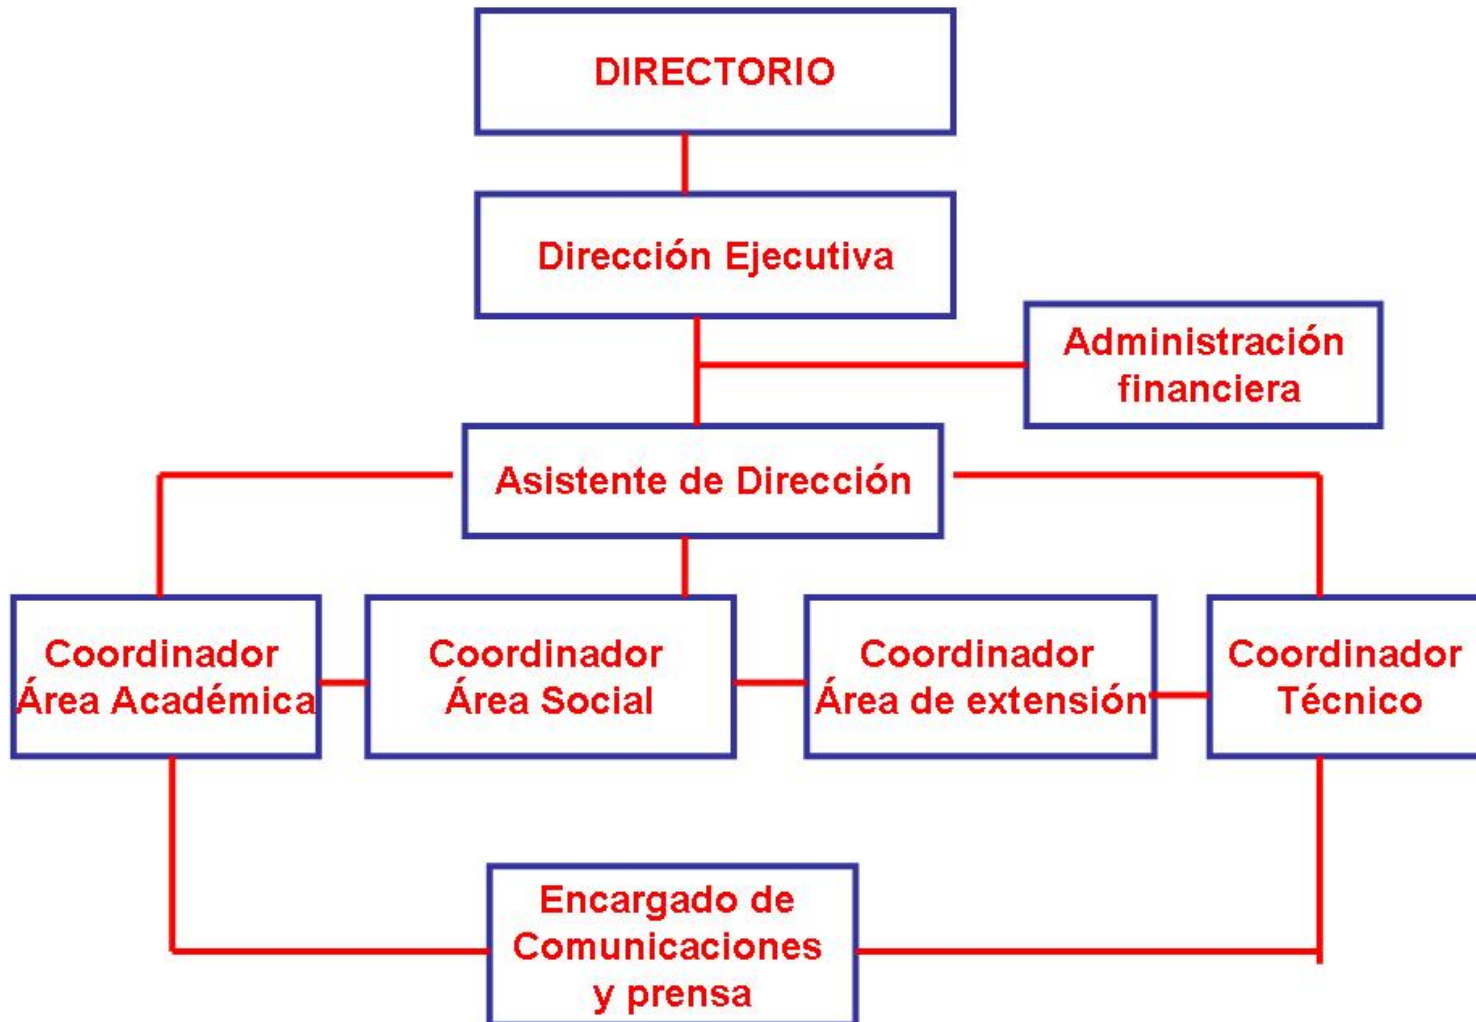 DIRECTORIO
Dirección Ejecutiva
Administración
financiera
Asistente de Dirección
Coordinador
Área Académica
Coordinador
Área Social
Coordinador
Área de extensión
Coordinador
Técnico
Encargado de
Comunicaciones
y prensa